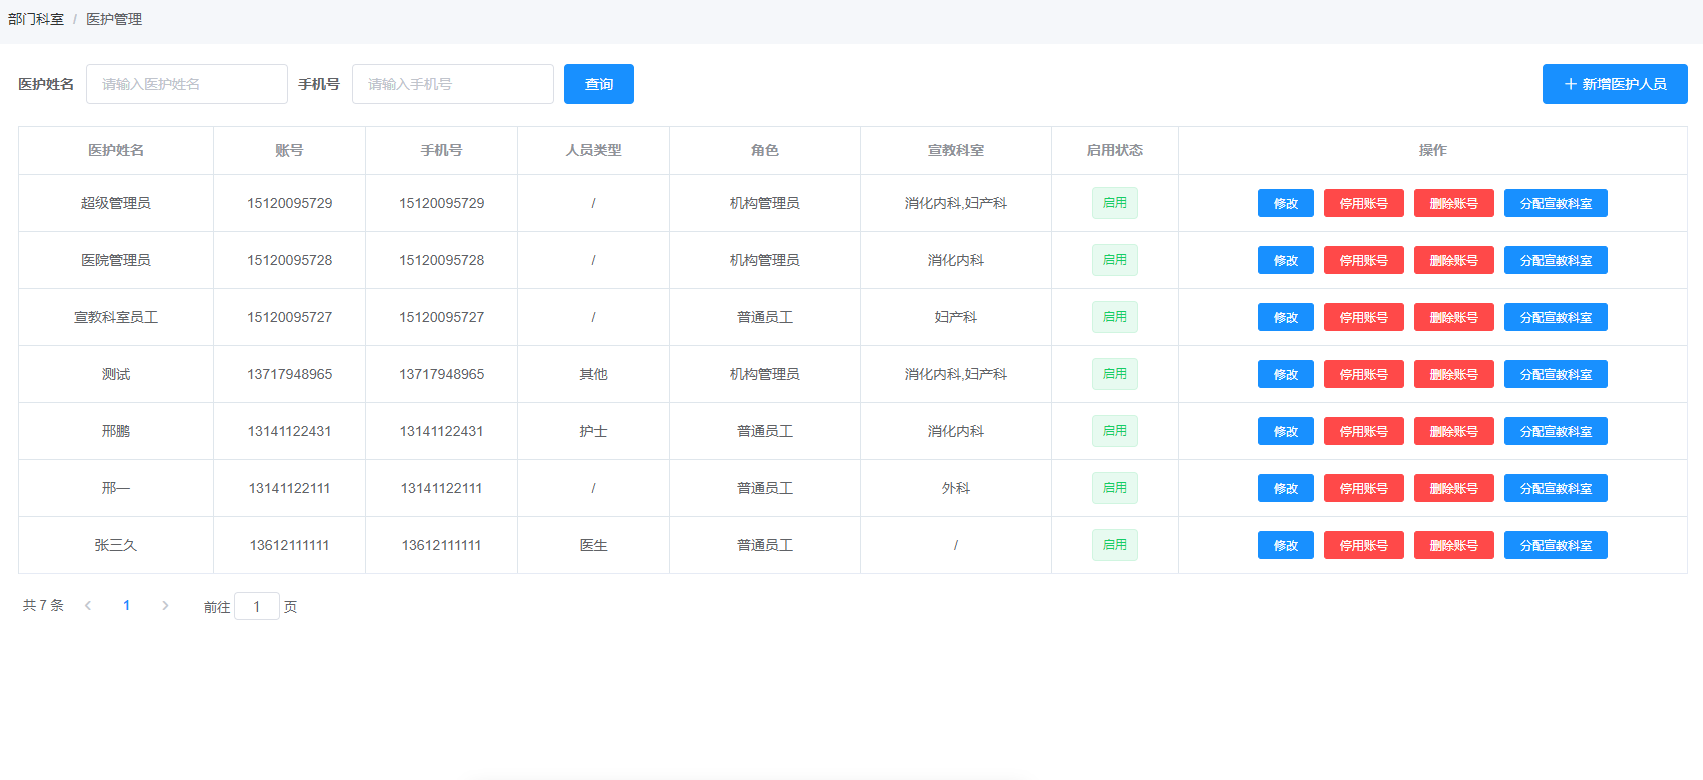 部门科室 / 医护管理
医护姓名 请输入医护姓名 手机号 请输入手机号 查询 + 新增医护人员
医护姓名 账号 手机号 人员类型 角色 宣教科室 启用状态 操作
超级管理员 15120095729 15120095729 / 机构管理员 消化内科,妇产科 启用 修改 停用账号 删除账号 分配宣教科室
医院管理员 15120095728 15120095728 / 机构管理员 消化内科 启用 修改 停用账号 删除账号 分配宣教科室
宣教科室员工 15120095727 15120095727 / 普通员工 妇产科 启用 修改 停用账号 删除账号 分配宣教科室
测试 13717948965 13717948965 其他 机构管理员 消化内科,妇产科 启用 修改 停用账号 删除账号 分配宣教科室
邢鹏 13141122431 13141122431 护士 普通员工 消化内科 启用 修改 停用账号 删除账号 分配宣教科室
邢一 13141122111 13141122111 / 普通员工 外科 启用 修改 停用账号 删除账号 分配宣教科室
张三久 13612111111 13612111111 医生 普通员工 / 启用 修改 停用账号 删除账号 分配宣教科室
共 7 条 < 1 > 前往 1 页